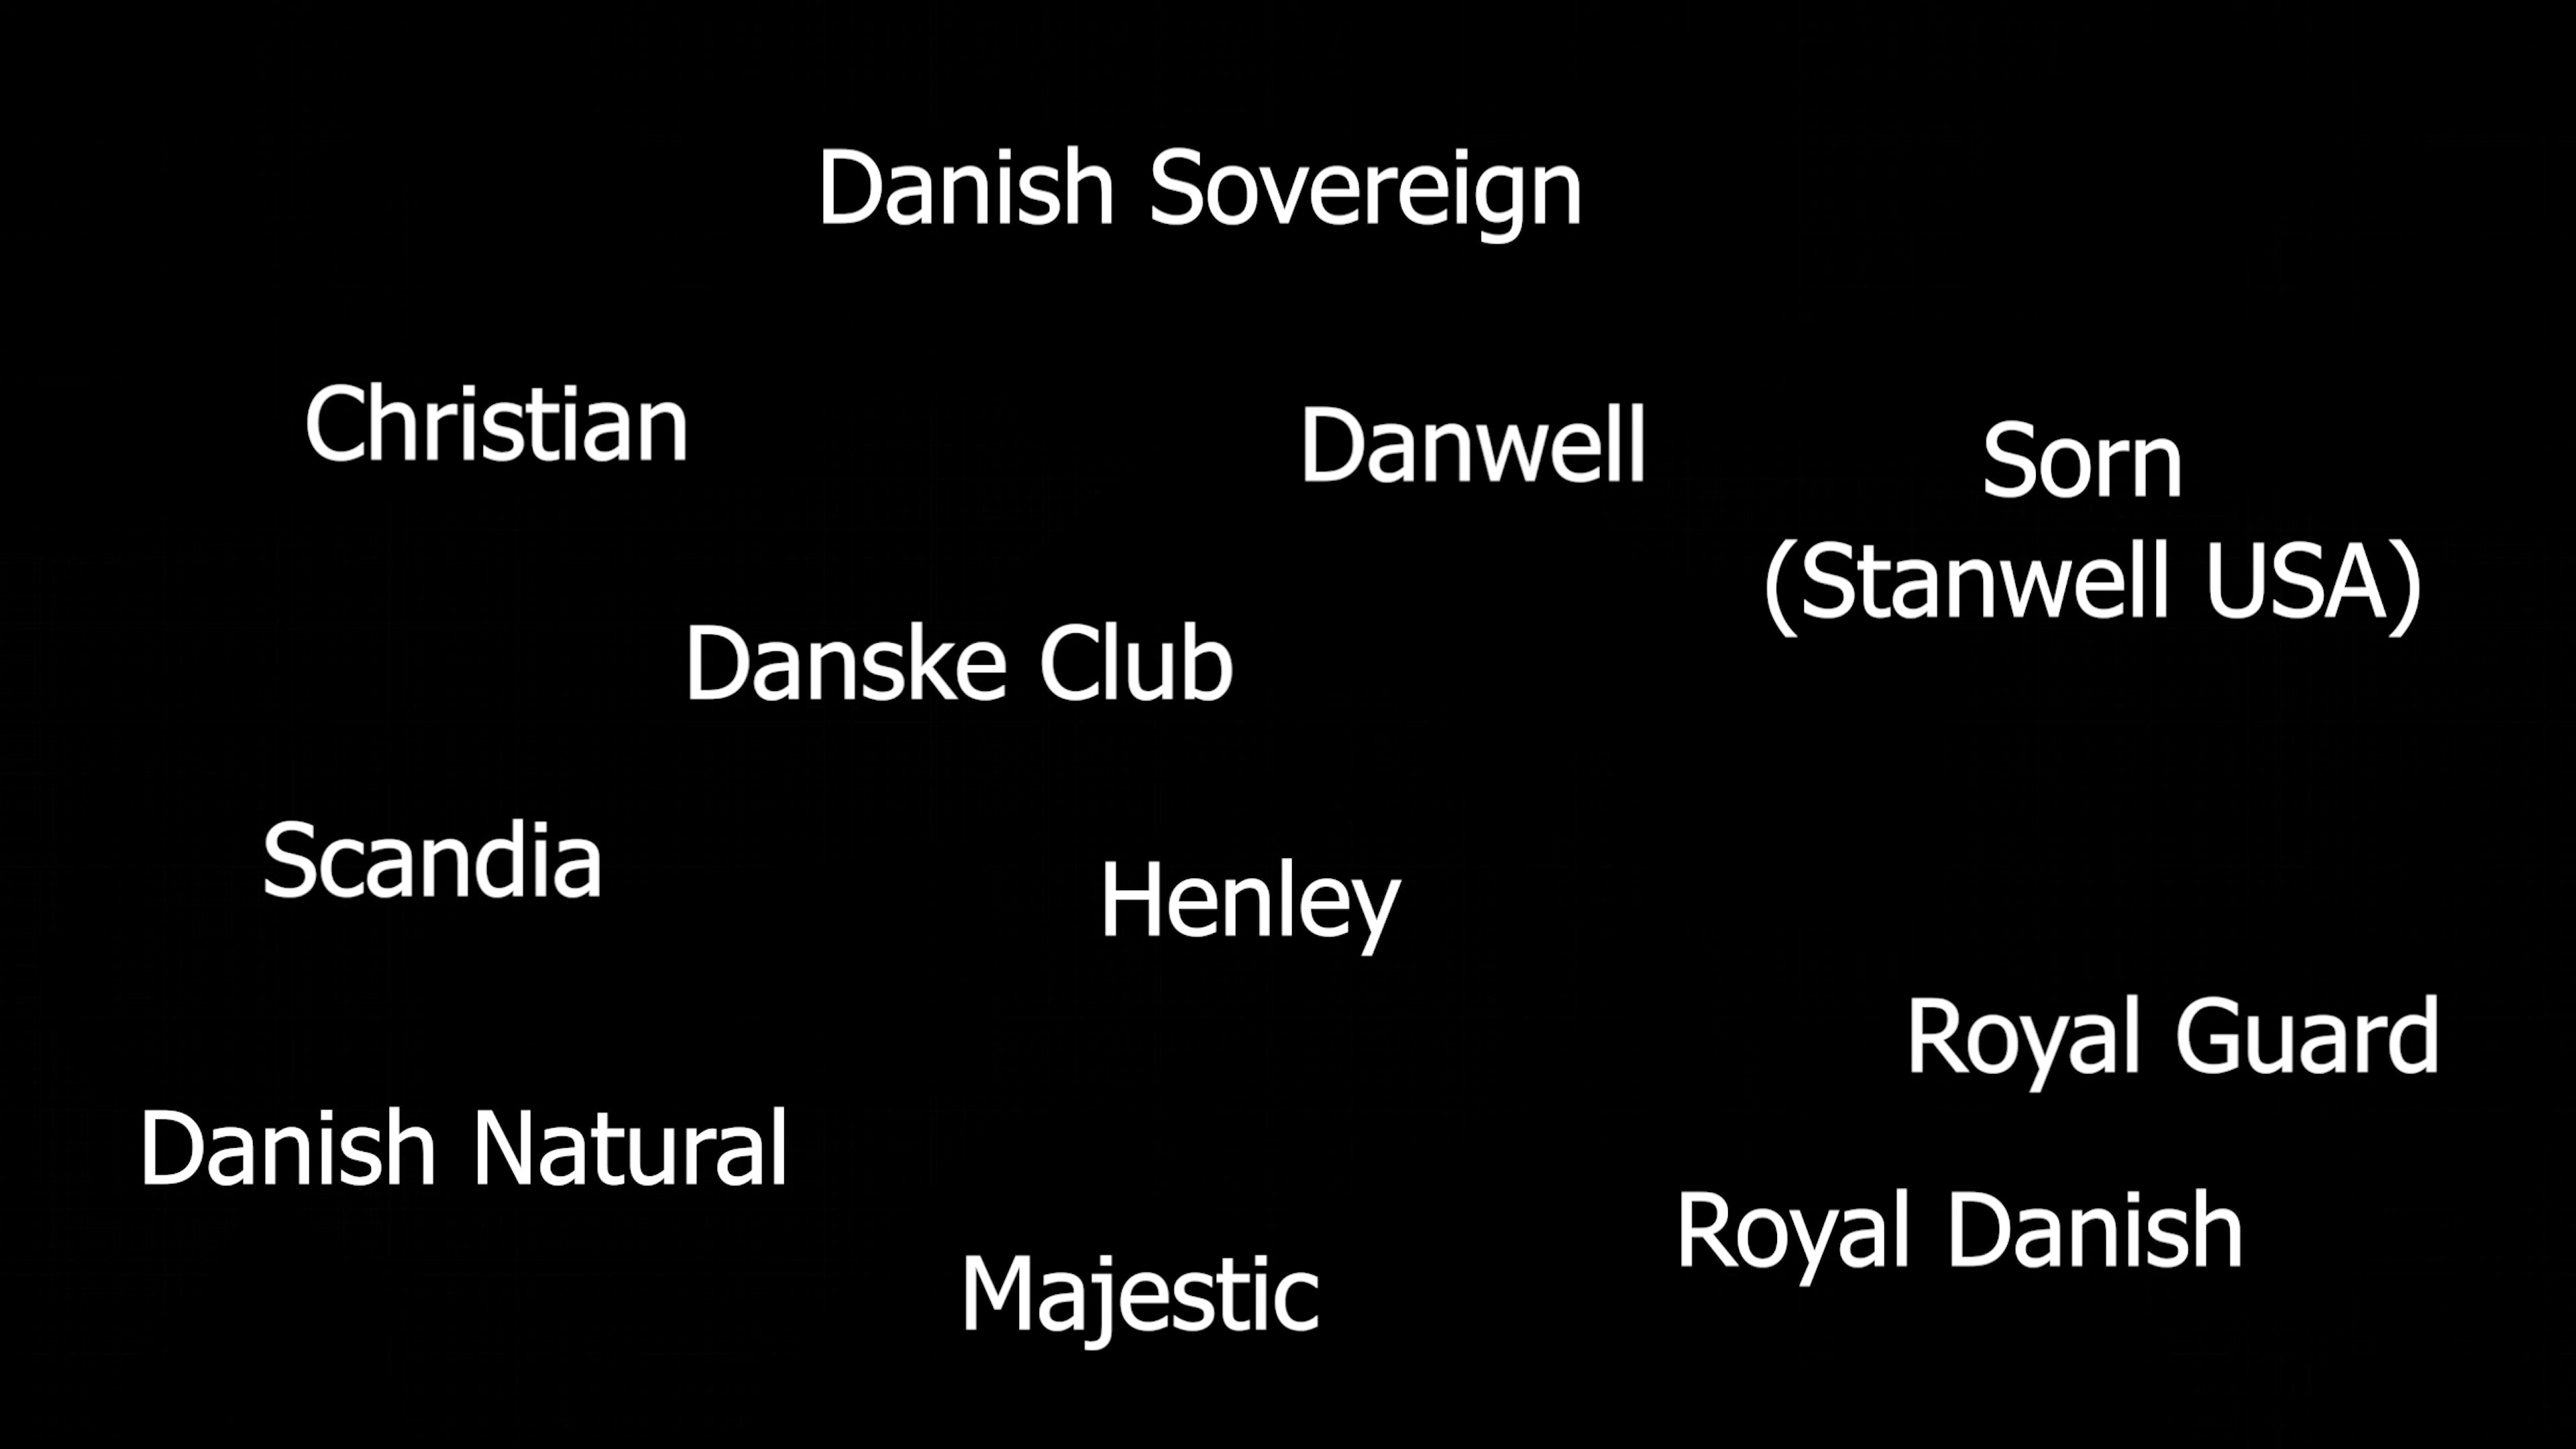 Danish Sovereign
Christian
Danwell
Sorn
(Stanwell USA)
Danske Club
Scandia
Henley
Royal Guard
Danish Natural
Royal Danish
Majestic